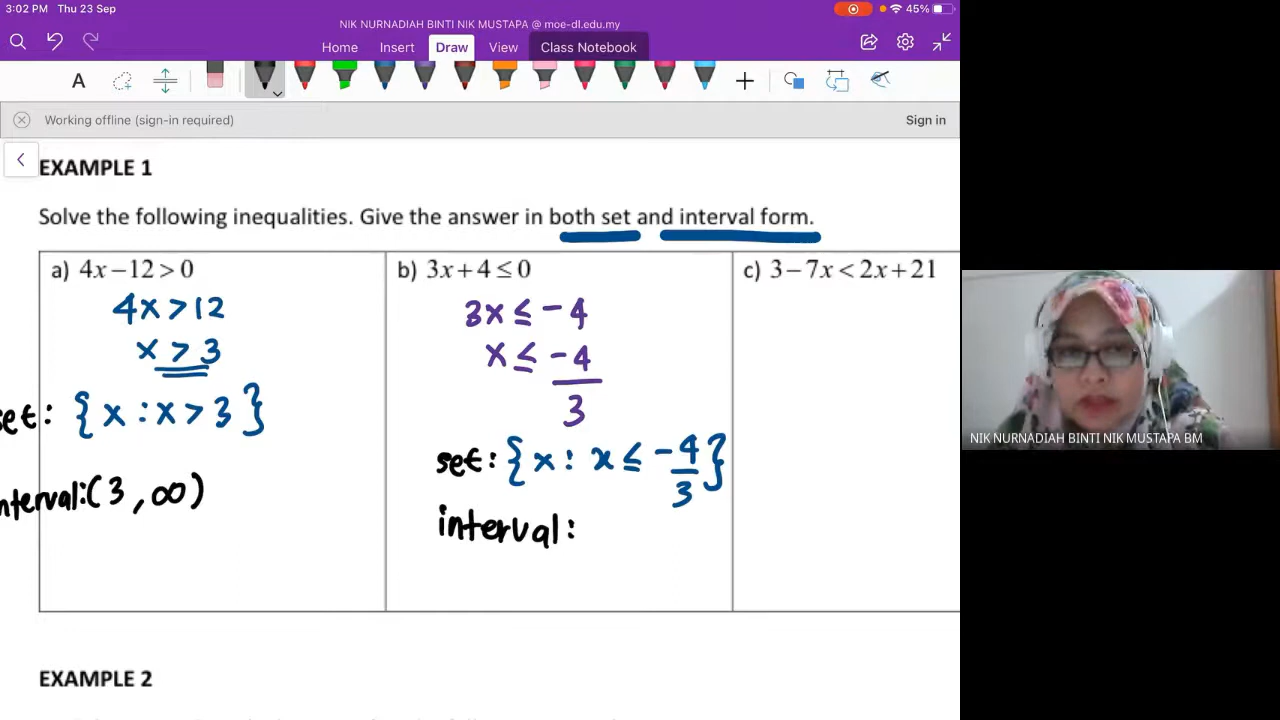 3:02 PM Thu 23 Sep
45%
NIK NURNADIAH BINTI NIK MUSTAPA @ moe-dl.edu.my
Home Insert Draw View Class Notebook
A
Working offline (sign-in required)
Sign in
EXAMPLE 1
Solve the following inequalities. Give the answer in both set and interval form.
a) 4x − 12 > 0
4x > 12
x > 3
set: { x : x > 3 }
nterval: (3 , ∞)
b) 3x + 4 ≤ 0
3x ≤ -4
x ≤ -4
3
set: { x : x ≤ -4/3 }
interval:
c) 3 − 7x < 2x + 21
EXAMPLE 2
NIK NURNADIAH BINTI NIK MUSTAPA BM